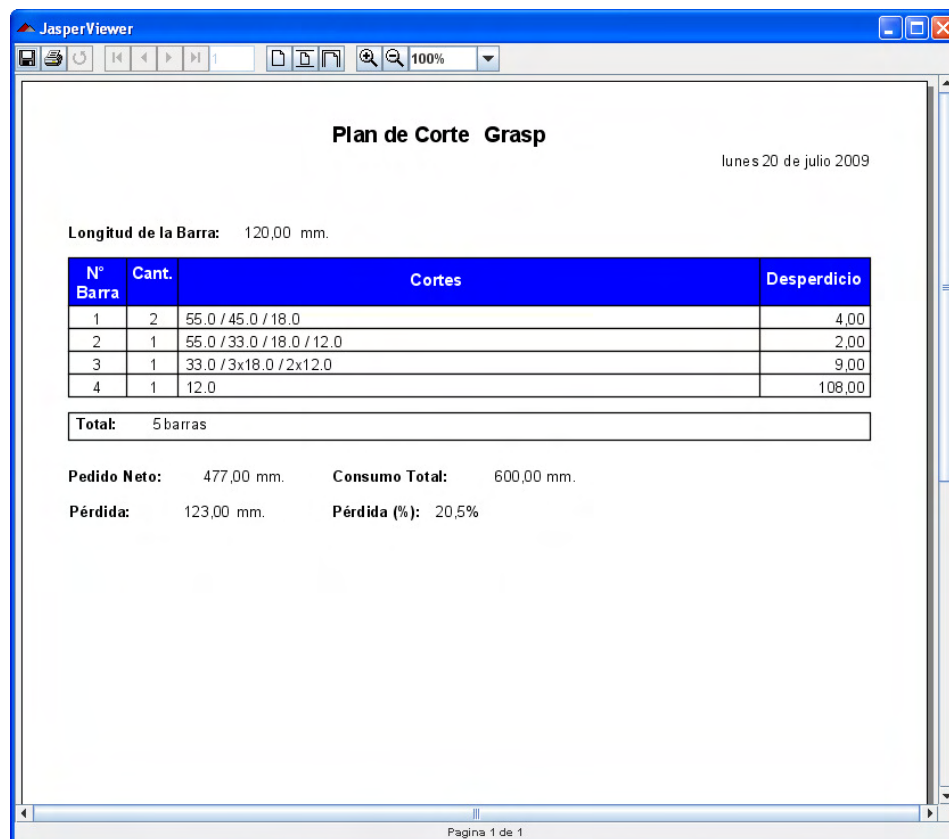 JasperViewer
1
100%
Plan de Corte Grasp
lunes 20 de julio 2009
Longitud de la Barra: 120,00 mm.
N° Barra Cant. Cortes Desperdicio
1 2 55.0 / 45.0 / 18.0 4,00
2 1 55.0 / 33.0 / 18.0 / 12.0 2,00
3 1 33.0 / 3x18.0 / 2x12.0 9,00
4 1 12.0 108,00
Total: 5 barras
Pedido Neto: 477,00 mm. Consumo Total: 600,00 mm.
Pérdida: 123,00 mm. Pérdida (%): 20,5%
Pagina 1 de 1